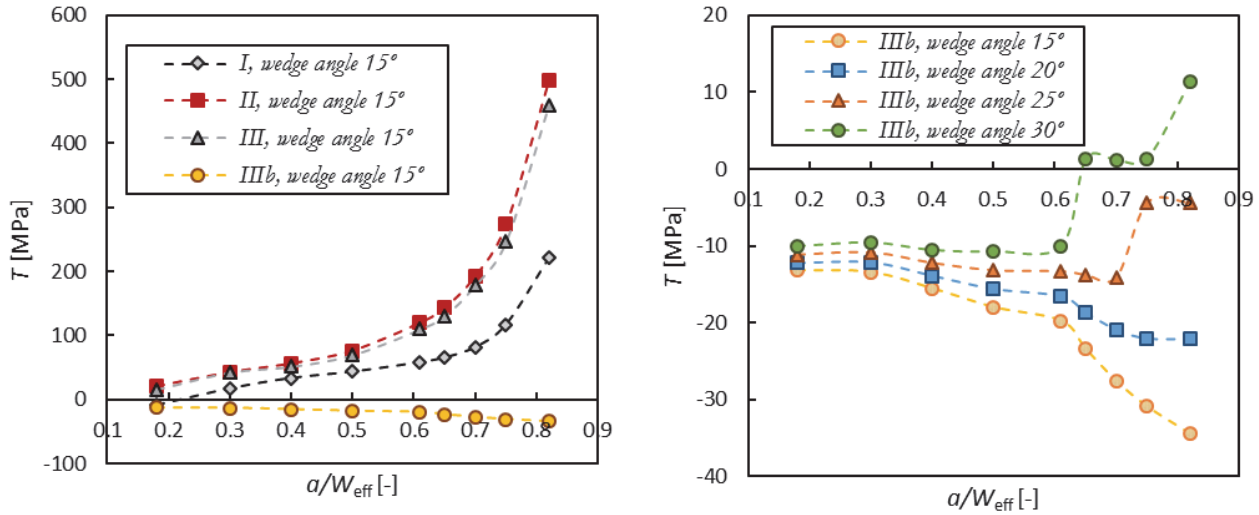 600
500
400
300
200
100
0
-100
T [MPa]
I, wedge angle 15°
II, wedge angle 15°
III, wedge angle 15°
IIIb, wedge angle 15°
0.1 0.2 0.3 0.4 0.5 0.6 0.7 0.8 0.9
a/Weff [-]
20
10
0
-10
-20
-30
-40
T [MPa]
IIIb, wedge angle 15°
IIIb, wedge angle 20°
IIIb, wedge angle 25°
IIIb, wedge angle 30°
0.1 0.2 0.3 0.4 0.5 0.6 0.7 0.8 0.9
a/Weff [-]